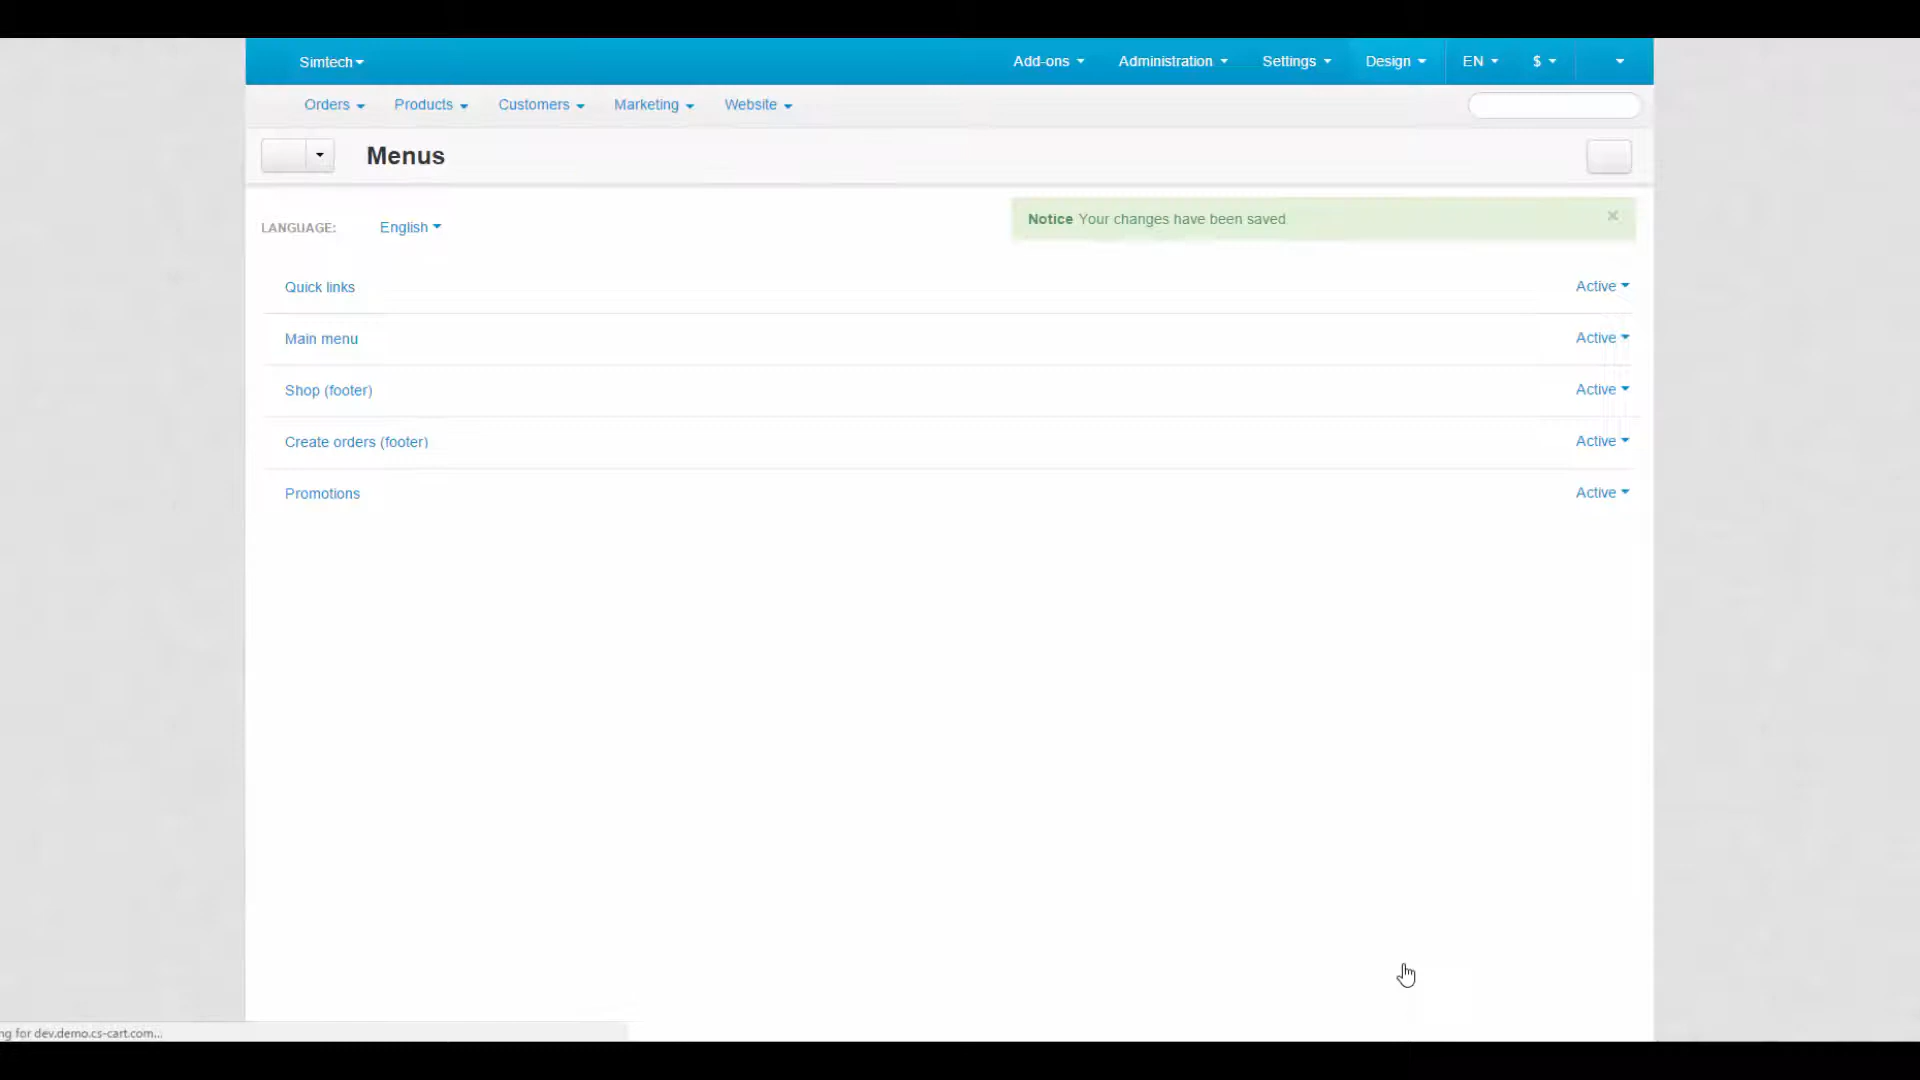 Simtech
Add-ons Administration Settings Design EN $
Orders Products Customers Marketing Website
Menus
LANGUAGE: English
Notice Your changes have been saved
Quick links Active
Main menu Active
Shop (footer) Active
Create orders (footer) Active
Promotions Active
ng for dev.demo.cs-cart.com...